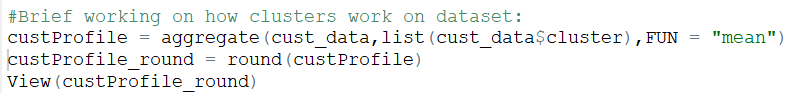 #Brief working on how clusters work on dataset:
custProfile = aggregate(cust_data,list(cust_data$cluster),FUN = "mean")
custProfile_round = round(custProfile)
View(custProfile_round)